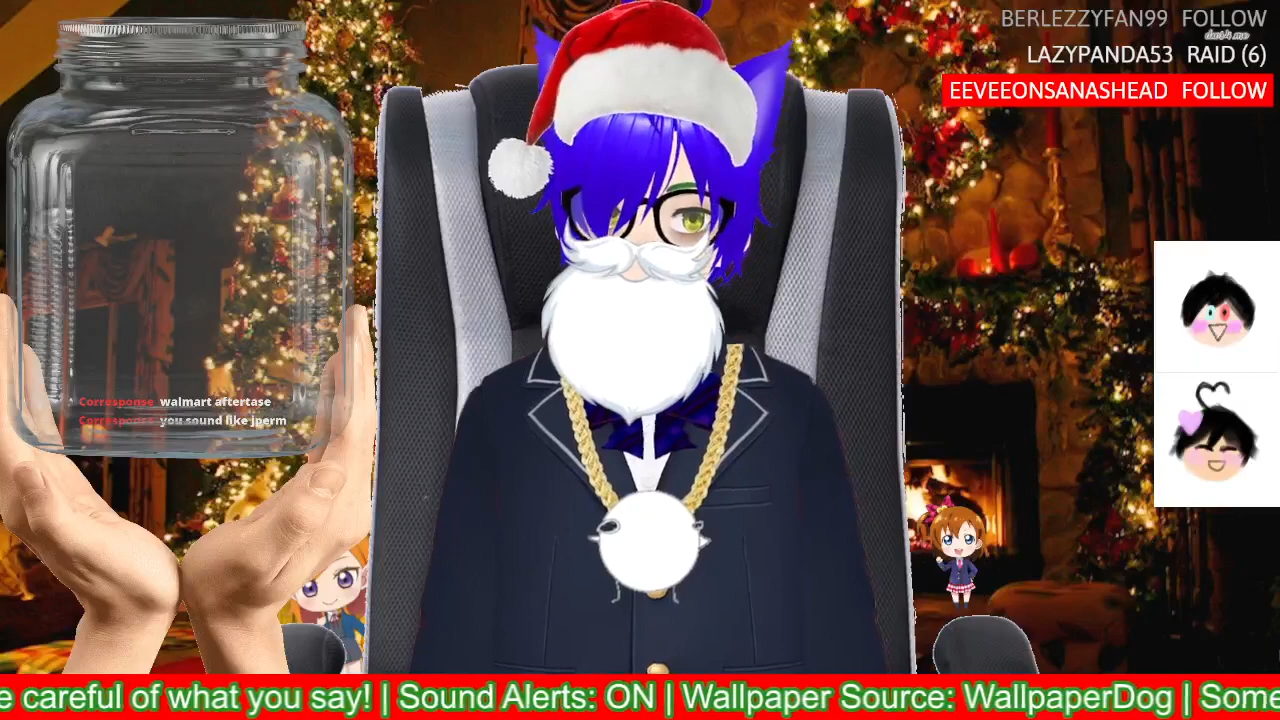 BERLEZZYFAN99 FOLLOW
LAZYPANDA53 RAID (6)
EEVEEONSANASHEAD FOLLOW
Corresponse walmart aftertase
Corresponse you sound like jperm
e careful of what you say! | Sound Alerts: ON | Wallpaper Source: WallpaperDog | Some